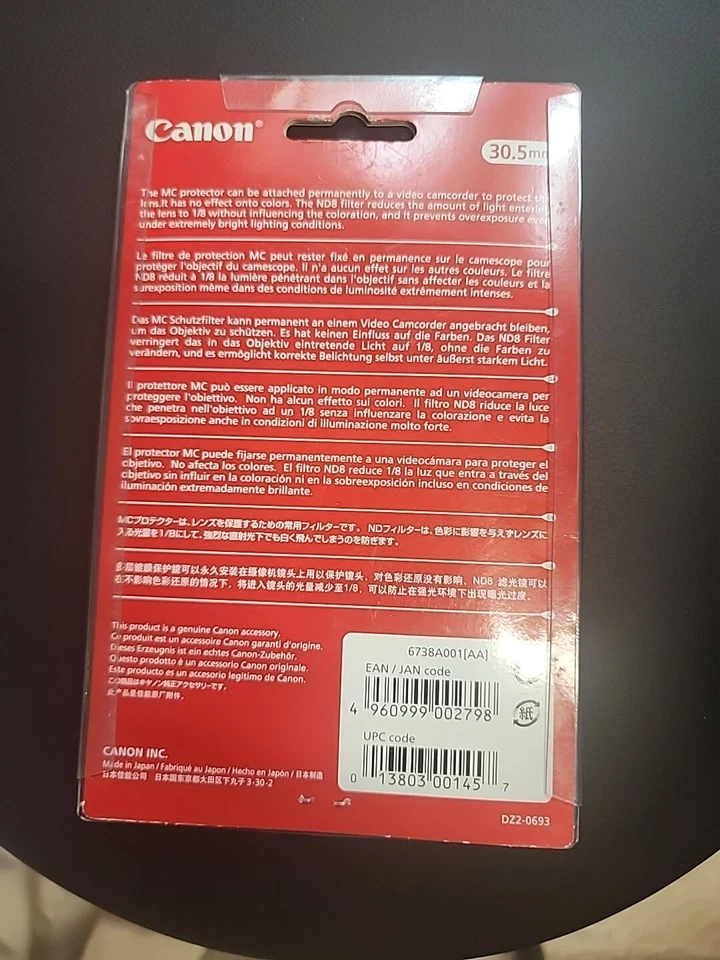 Canon®
30.5mm
The MC protector can be attached permanently to a video camcorder to protect the
lens.It has no effect onto colors. The ND8 filter reduces the amount of light entering
the lens to 1/8 without influencing the coloration, and it prevents overexposure even
under extremely bright lighting conditions.
Le filtre de protection MC peut rester fixé en permanence sur le camescope pour
protéger l'objectif du camescope. Il n'a aucun effet sur les autres couleurs. Le filtre
ND8 réduit à 1/8 la lumière pénétrant dans l'objectif sans affecter les couleurs et la
surexposition même dans des conditions de luminosité extrêmement intenses.
Das MC Schutzfilter kann permanent an einem Video Camcorder angebracht bleiben,
um das Objektiv zu schützen. Es hat keinen Einfluß auf die Farben. Das ND8 Filter
verringert das in das Objektiv eintretende Licht auf 1/8, ohne die Farben zu
verändern, und es ermöglicht korrekte Belichtung selbst unter äußerst starkem Licht.
Il protettore MC può essere applicato in modo permanente ad un videocamera per
proteggere l'obiettivo. Non ha alcun effetto sui colori. Il filtro ND8 riduce la luce
che penetra nell'obiettivo ad un 1/8 senza influenzare la colorazione e evita la
sovraesposizione anche in condizioni di illuminazione molto forte.
El protector MC puede fijarse permanentemente a una videocámara para proteger el
objetivo. No afecta los colores. El filtro ND8 reduce 1/8 la luz que entra a través del
objetivo sin influir en la coloración ni en la sobreexposición incluso en condiciones de
iluminación extremadamente brillante.
MCプロテクターは、レンズを保護するための常用フィルターです。 NDフィルターは、色彩に影響を与えずレンズに
入る光量を1/8にして、強烈な直射光下でも白く飛んでしまうのを防ぎます。
多层镀膜保护镜可以永久安装在摄像机镜头上用以保护镜头，对色彩还原没有影响。ND8 滤光镜可以
在不影响色彩还原的情况下，将进入镜头的光量减少至1/8，可以防止在强光环境下出现曝光过度。
This product is a genuine Canon accessory.
Ce produit est un accessoire Canon garanti d'origine.
Dieses Erzeugnis ist ein echtes Canon-Zubehör.
Questo prodotto è un accessorio Canon originale.
Este producto es un accesorio legítimo de Canon.
この商品はキヤノン純正アクセサリーです。
此产品是佳能原厂附件。
6738A001[AA]
EAN / JAN code
4 960999 002798
紙
UPC code
0 13803 00145 7
CANON INC.
Made in Japan / Fabriqué au Japon / Hecho en Japón / 日本制造
日本佳能公司 日本国东京都大田区下丸子 3-30-2
DZ2-0693